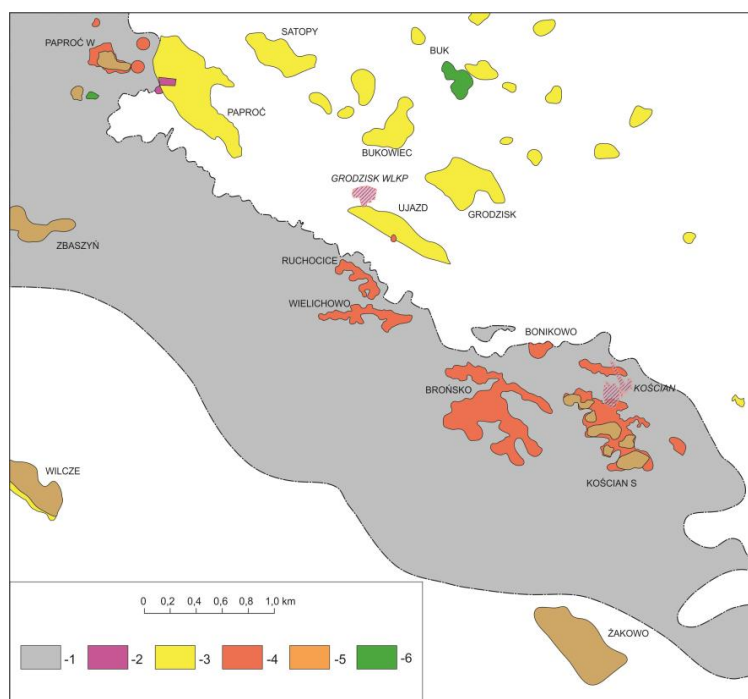 SATOPY
PAPROĆ W
BUK
PAPROĆ
BUKOWIEC
GRODZISK WLKP
UJAZD
GRODZISK
ZBASZYŃ
RUCHOCICE
WIELICHOWO
BONIKOWO
BROŃSKO
KOŚCIAN
WILCZE
KOŚCIAN S
0 0,2 0,4 0,6 0,8 1,0 km
ŻAKOWO
-1 -2 -3 -4 -5 -6